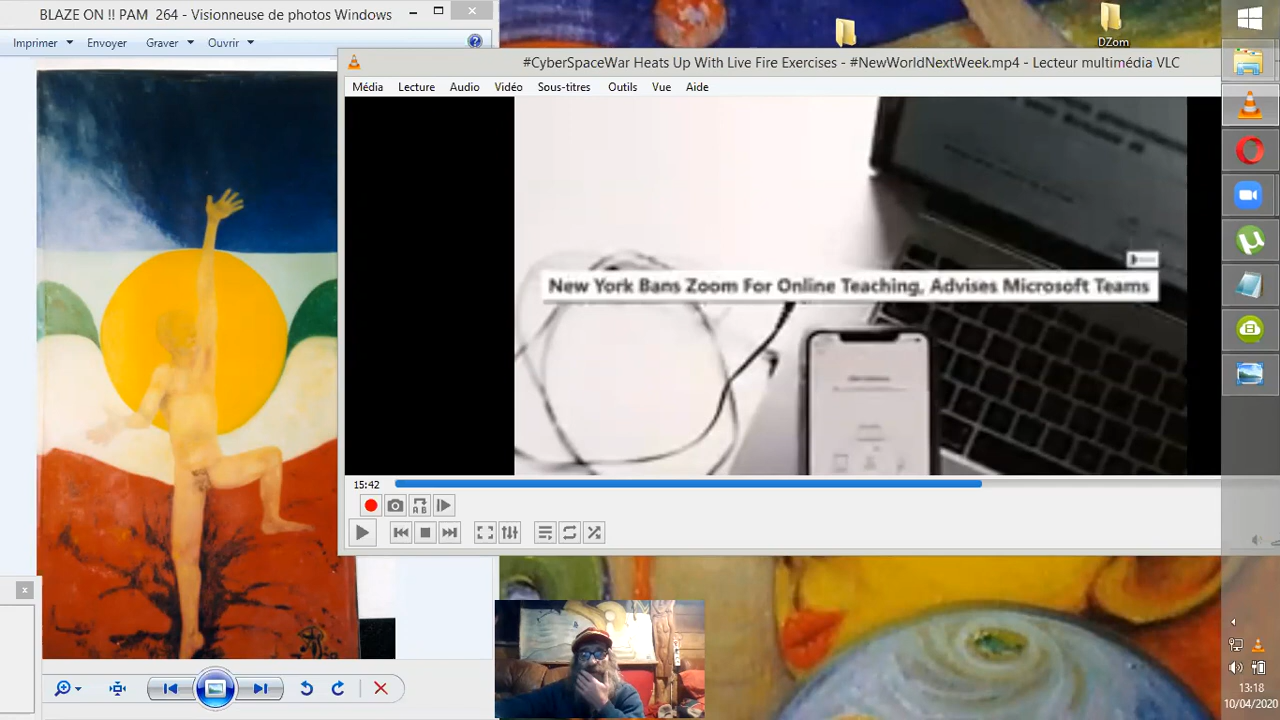 BLAZE ON !! PAM 264 - Visionneuse de photos Windows
Imprimer Envoyer Graver Ouvrir
DZom
#CyberSpaceWar Heats Up With Live Fire Exercises - #NewWorldNextWeek.mp4 - Lecteur multimédia VLC
Média Lecture Audio Vidéo Sous-titres Outils Vue Aide
New York Bans Zoom For Online Teaching, Advises Microsoft Teams
15:42
13:18
10/04/2020